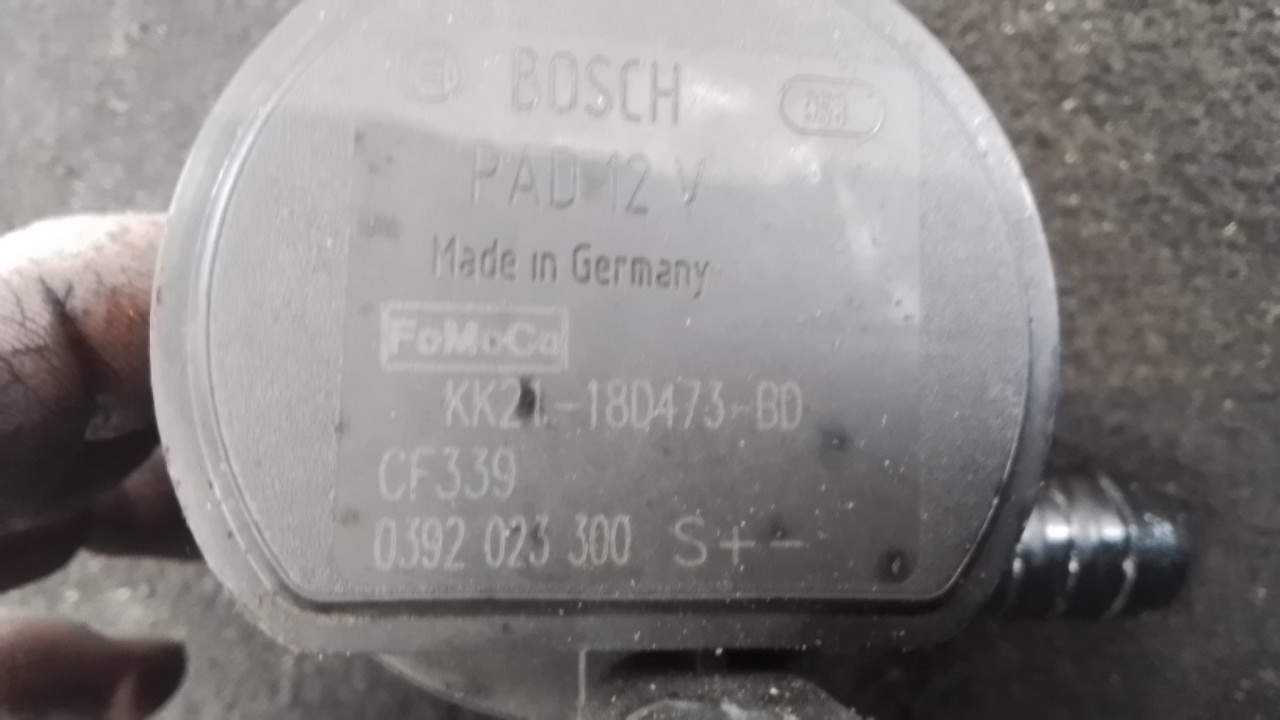 BOSCH
PAD 12 V
Made in Germany
FoMoCo
KK21-18D473-BD
CF339
0392 023 300 S + -